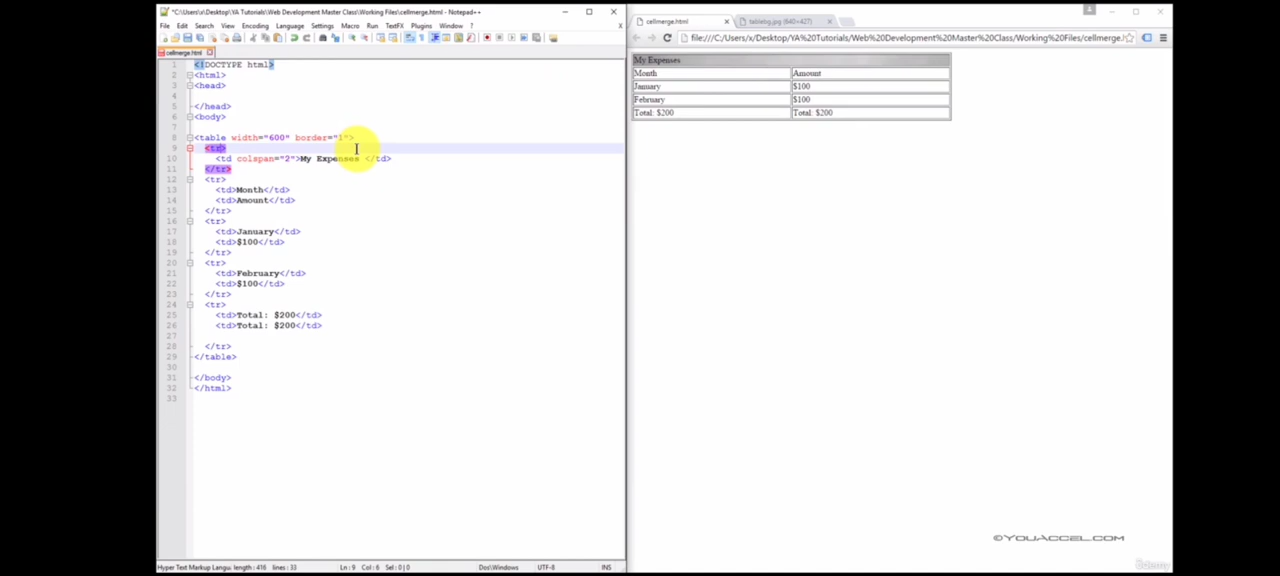 *C:\Users\x\Desktop\YA Tutorials\Web Development Master Class\Working Files\cellmerge.html - Notepad++
File Edit Search View Encoding Language Settings Macro Run TextFX Plugins Window ?
X
cellmerge.html
1 <!DOCTYPE html>
2 <html>
3 <head>
4
5 </head>
6 <body>
7
8 <table width="600" border="1">
9 <tr>
10 <td colspan="2">My Expenses </td>
11 </tr>
12 <tr>
13 <td>Month</td>
14 <td>Amount</td>
15 </tr>
16 <tr>
17 <td>January</td>
18 <td>$100</td>
19 </tr>
20 <tr>
21 <td>February</td>
22 <td>$100</td>
23 </tr>
24 <tr>
25 <td>Total: $200</td>
26 <td>Total: $200</td>
27
28 </tr>
29 </table>
30
31 </body>
32 </html>
33
Hyper Text Markup Langu length : 416 lines : 33 Ln : 9 Col : 6 Sel : 0 | 0 Dos\Windows UTF-8 INS
cellmerge.html tablebg.jpg (640×427)
file:///C:/Users/x/Desktop/YA%20Tutorials/Web%20Development%20Master%20Class/Working%20Files/cellmerge.h
My Expenses
Month Amount
January $100
February $100
Total: $200 Total: $200
©YOUACCEL.COM
Udemy